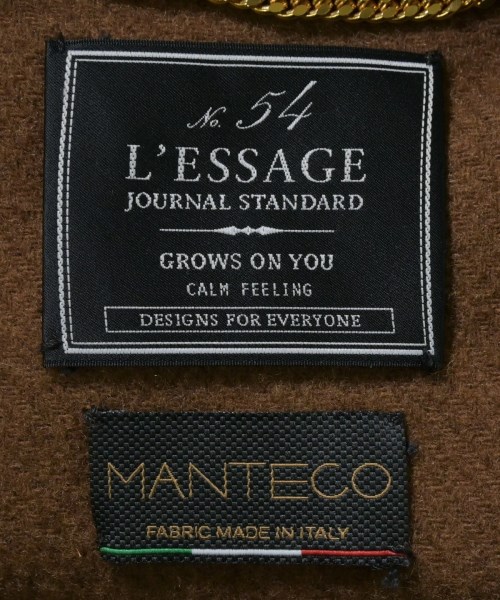 No. 54
L'ESSAGE
JOURNAL STANDARD
GROWS ON YOU
CALM FEELING
DESIGNS FOR EVERYONE
MANTECO
FABRIC MADE IN ITALY